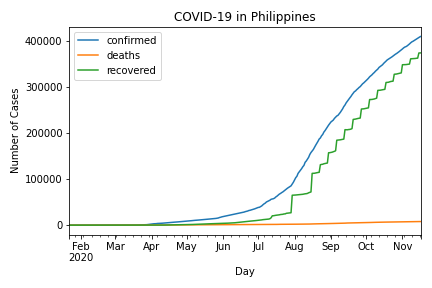 COVID-19 in Philippines
confirmed
deaths
recovered
Number of Cases
400000
300000
200000
100000
0
Feb Mar Apr May Jun Jul Aug Sep Oct Nov
2020
Day